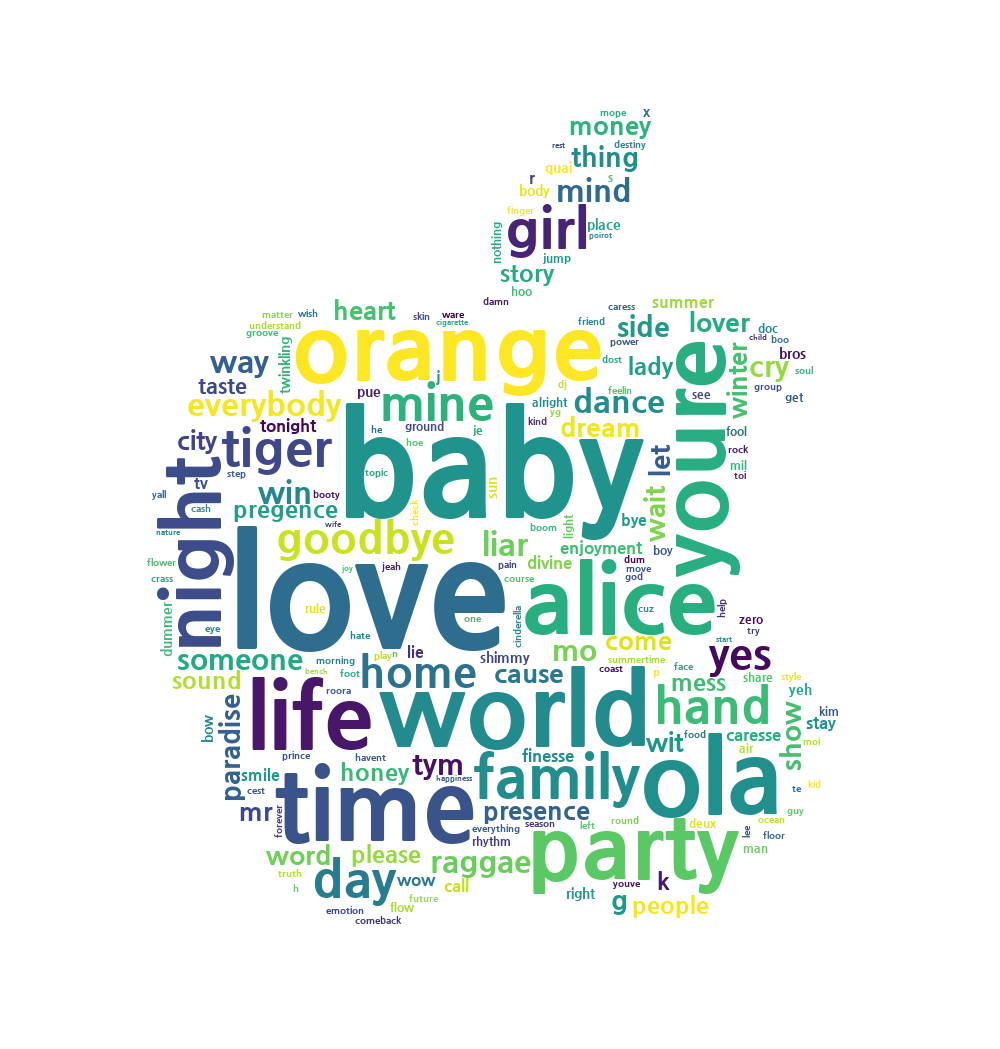 mope x
money
rest destiny
thing
quai
r s
body mind
finger
girl place
nothing poirot
jump
story
hoo
damn caress summer
matter wish heart skin ware friend side lover doc
understand cigarette power child boo
groove
twinkling orange youre winter bros
way dost lady cry soul
taste pue j dj feelin group
everybody mine alright yg dance see get
tonight he ground je kind dream fool
city tiger hoe baby let rock
step topic mil
night tv toi
yall win booty sun wait
cash pregence check light bye
nature wife goodbye boom
liar enjoyment boy
flower joy jeah pain divine dum move
crass love course god
alice
dummer rule one cuz help zero
eye hate cinderella try
start
someone morning play n lie shimmy mo come yes
sound foot bench home cause summertime face share style
roora coast p mess yeh
bow life world hand kim
paradise stay
prince havent wit food caresse show moi
smile tym finesse air
cest honey happiness family ola te kid
mr time presence guy
forever season left round deux ocean
everything lee floor
word please rhythm party man
truth raggae
h day wow call right youve k
future g people
emotion flow
comeback